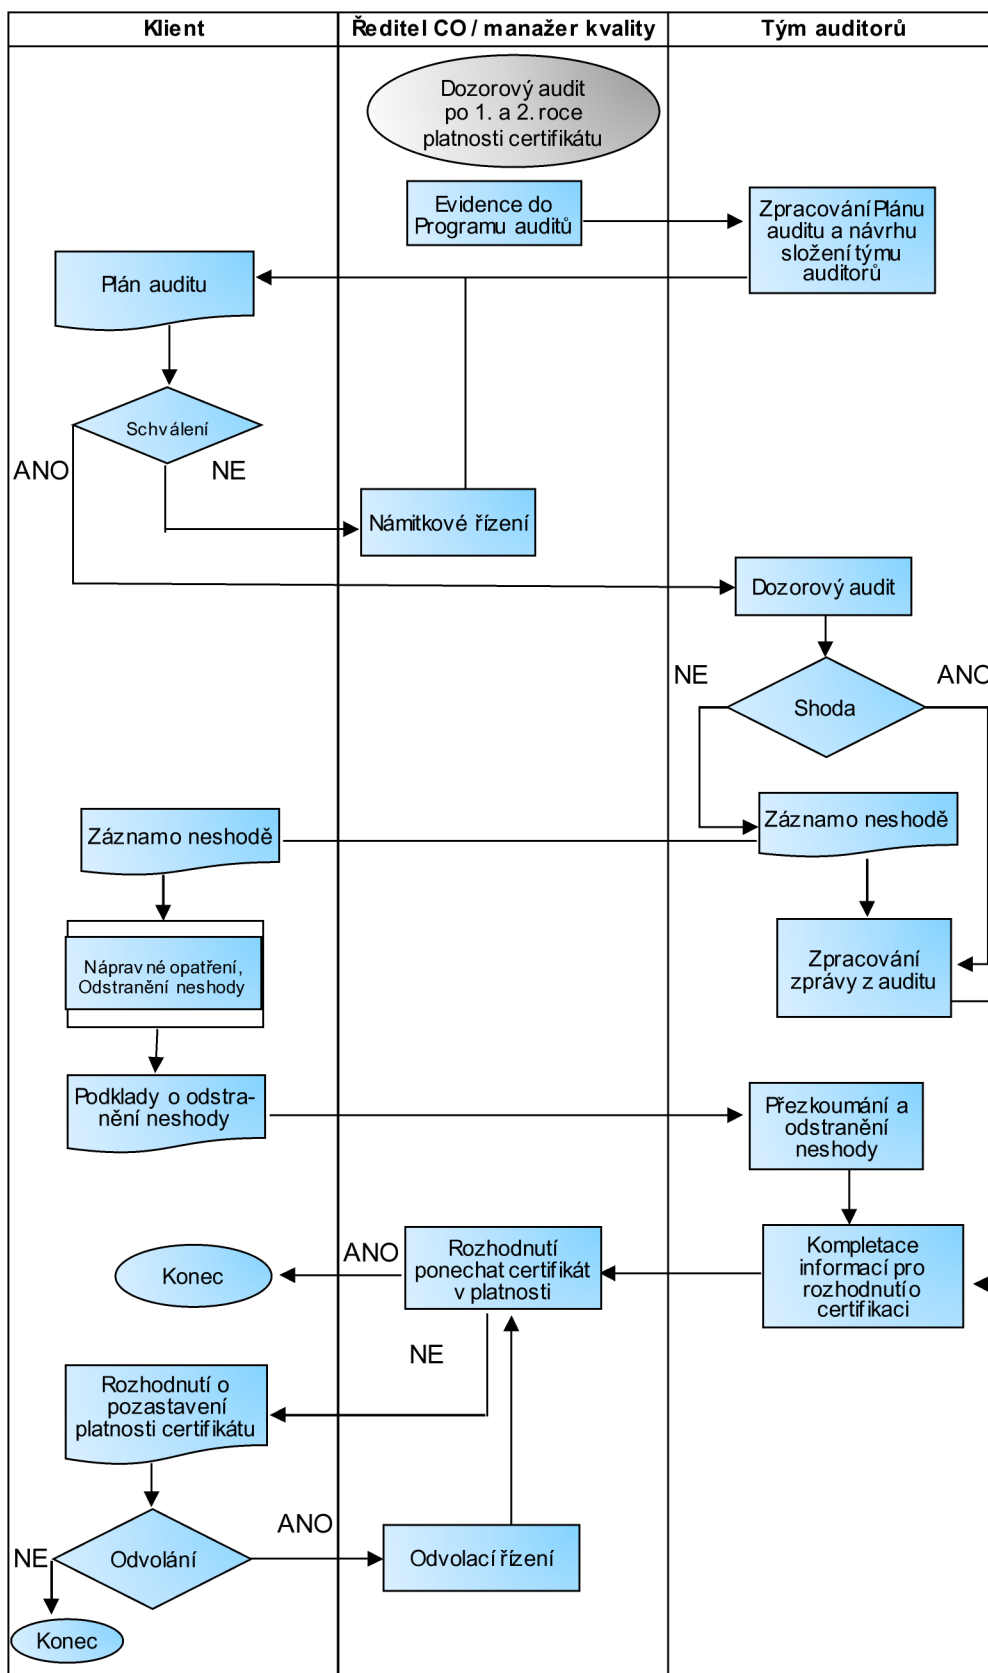 Klient
Ředitel CO / manažer kvality
Tým auditorů
Dozorový audit
po 1. a 2. roce
platnosti certifikátu
Evidence do
Programu auditů
Zpracování Plánu
auditu a návrhu
složení týmu
auditorů
Plán auditu
Schválení
ANO
NE
Námitkové řízení
Dozorový audit
NE
ANO
Shoda
Záznamo neshodě
Záznamo neshodě
Nápravné opatření,
Odstranění neshody
Zpracování
zprávy z auditu
Podklady o odstra-
nění neshody
Přezkoumání a
odstranění
neshody
Konec
ANO
Rozhodnutí
ponechat certifikát
v platnosti
Kompletace
informací pro
rozhodnutí o
certifikaci
NE
Rozhodnutí o
pozastavení
platnosti certifikátu
ANO
NE
Odvolání
Odvolací řízení
Konec